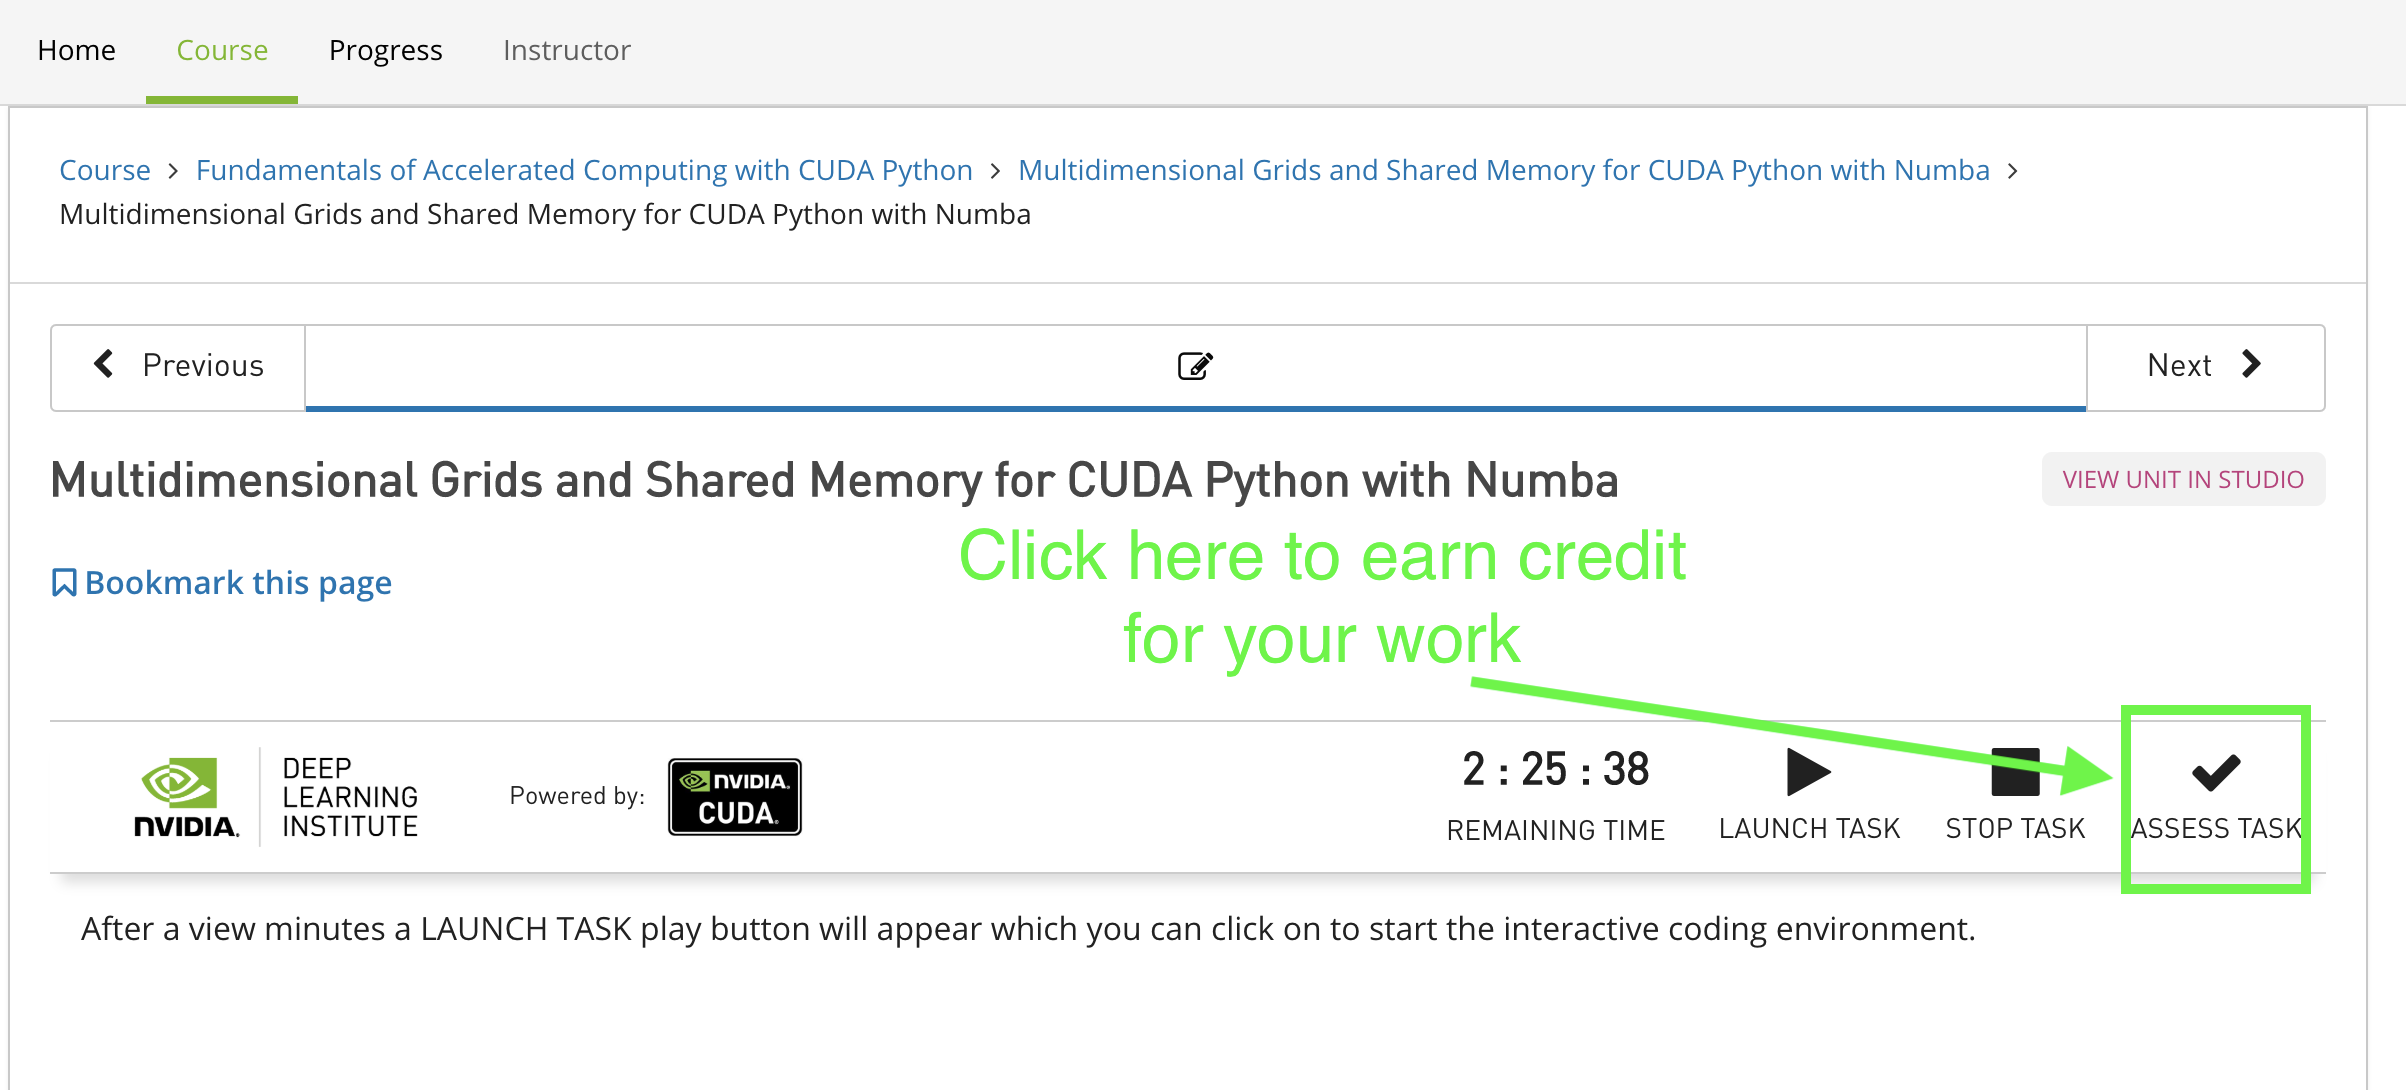 Home Course Progress Instructor
Course > Fundamentals of Accelerated Computing with CUDA Python > Multidimensional Grids and Shared Memory for CUDA Python with Numba >
Multidimensional Grids and Shared Memory for CUDA Python with Numba
Previous Next
Multidimensional Grids and Shared Memory for CUDA Python with Numba
VIEW UNIT IN STUDIO
Click here to earn credit
for your work
Bookmark this page
NVIDIA.
DEEP
LEARNING
INSTITUTE
Powered by:
NVIDIA.
CUDA.
2 : 25 : 38
REMAINING TIME
LAUNCH TASK
STOP TASK
ASSESS TASK
After a view minutes a LAUNCH TASK play button will appear which you can click on to start the interactive coding environment.